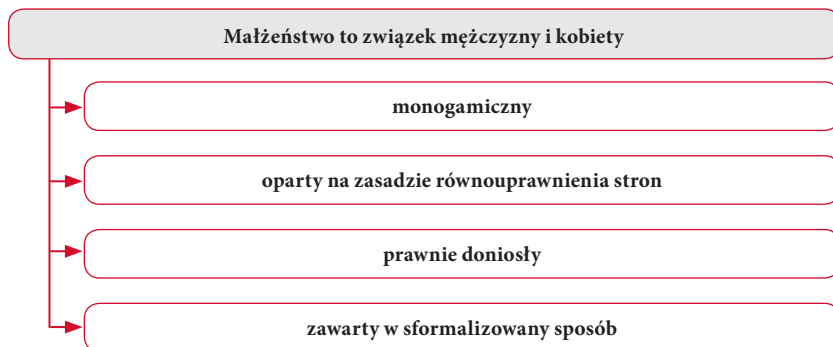 Małżeństwo to związek mężczyzny i kobiety
monogamiczny
oparty na zasadzie równouprawnienia stron
prawnie doniosły
zawarty w sformalizowany sposób